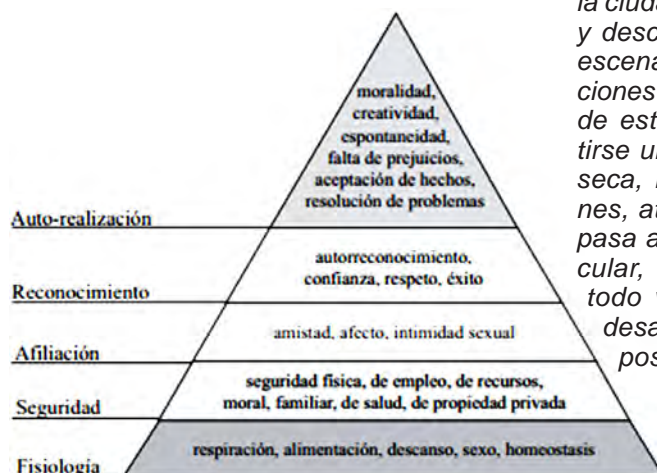 moralidad,
creatividad,
espontaneidad,
falta de prejuicios,
aceptación de hechos,
resolución de problemas
Auto-realización
autorreconocimiento,
confianza, respeto, éxito
Reconocimiento
amistad, afecto, intimidad sexual
Afiliación
seguridad física, de empleo, de recursos,
moral, familiar, de salud, de propiedad privada
Seguridad
respiración, alimentación, descanso, sexo, homeostasis
Fisiología
la ciuda
y desc
escena
ciones
de est
tirse u
seca,
nes, at
pasa a
cular,
todo
desa
pos